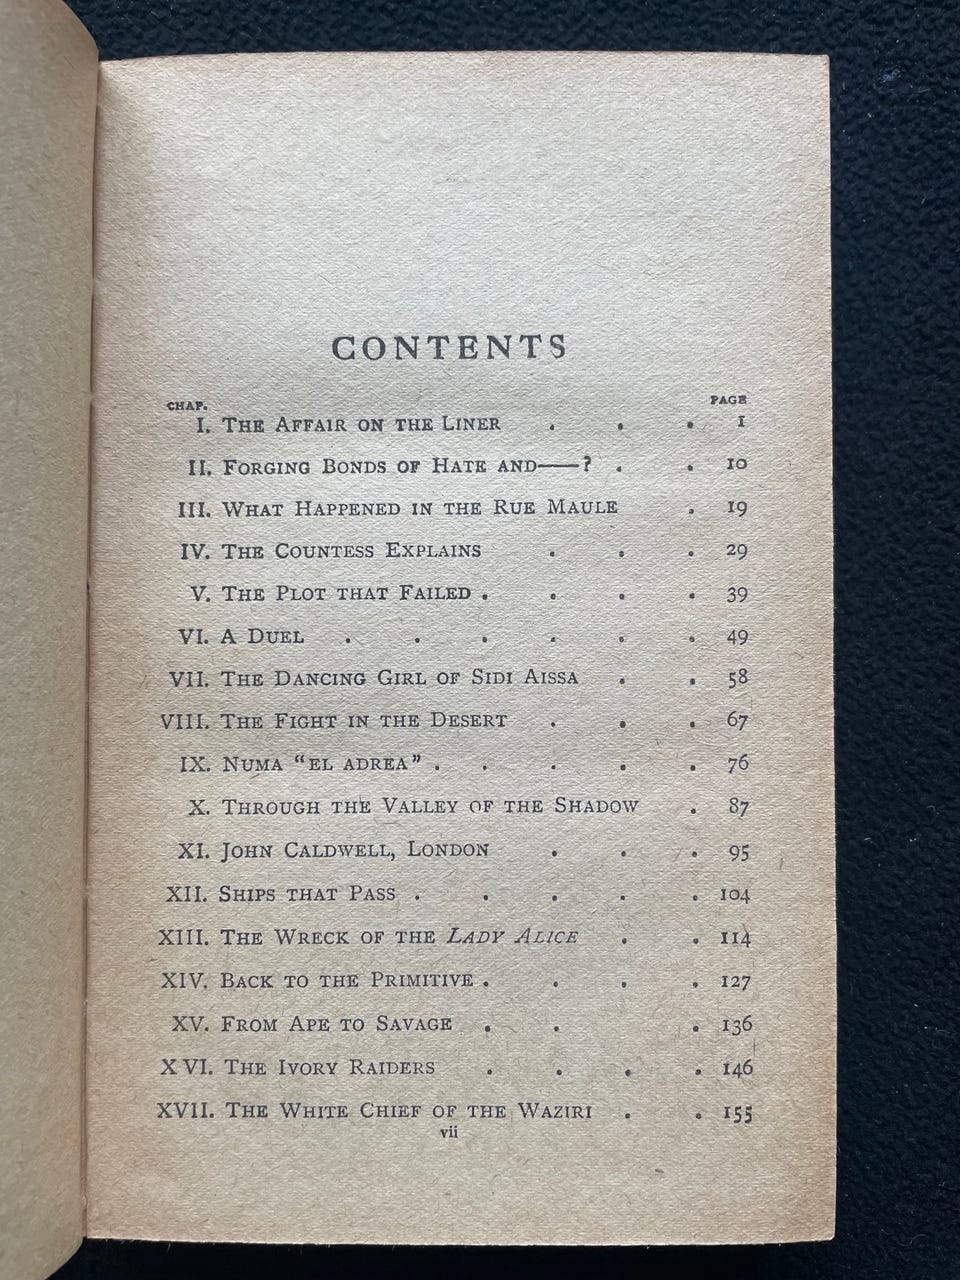 CONTENTS
CHAP. PAGE
I. THE AFFAIR ON THE LINER . . . 1
II. FORGING BONDS OF HATE AND——? . . 10
III. WHAT HAPPENED IN THE RUE MAULE . 19
IV. THE COUNTESS EXPLAINS . . . 29
V. THE PLOT THAT FAILED . . . . 39
VI. A DUEL . . . . . . 49
VII. THE DANCING GIRL OF SIDI AISSA . . 58
VIII. THE FIGHT IN THE DESERT . . . 67
IX. NUMA "EL ADREA" . . . . . 76
X. THROUGH THE VALLEY OF THE SHADOW . 87
XI. JOHN CALDWELL, LONDON . . . 95
XII. SHIPS THAT PASS . . . . . 104
XIII. THE WRECK OF THE LADY ALICE . . 114
XIV. BACK TO THE PRIMITIVE . . . . 127
XV. FROM APE TO SAVAGE . . . 136
XVI. THE IVORY RAIDERS . . . . 146
XVII. THE WHITE CHIEF OF THE WAZIRI . . 155
vii